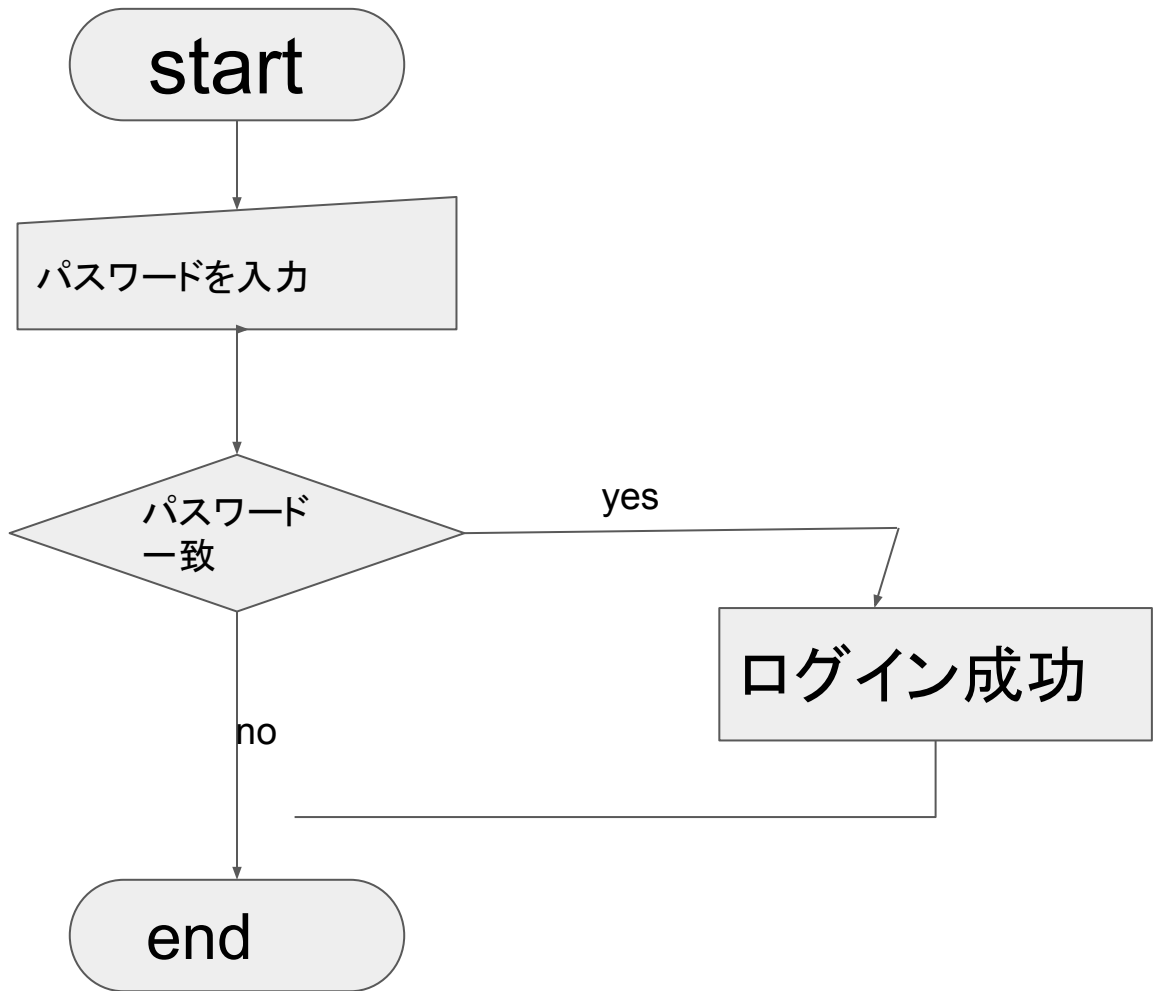 start
パスワードを入力
パスワード
一致
yes
ログイン成功
no
end